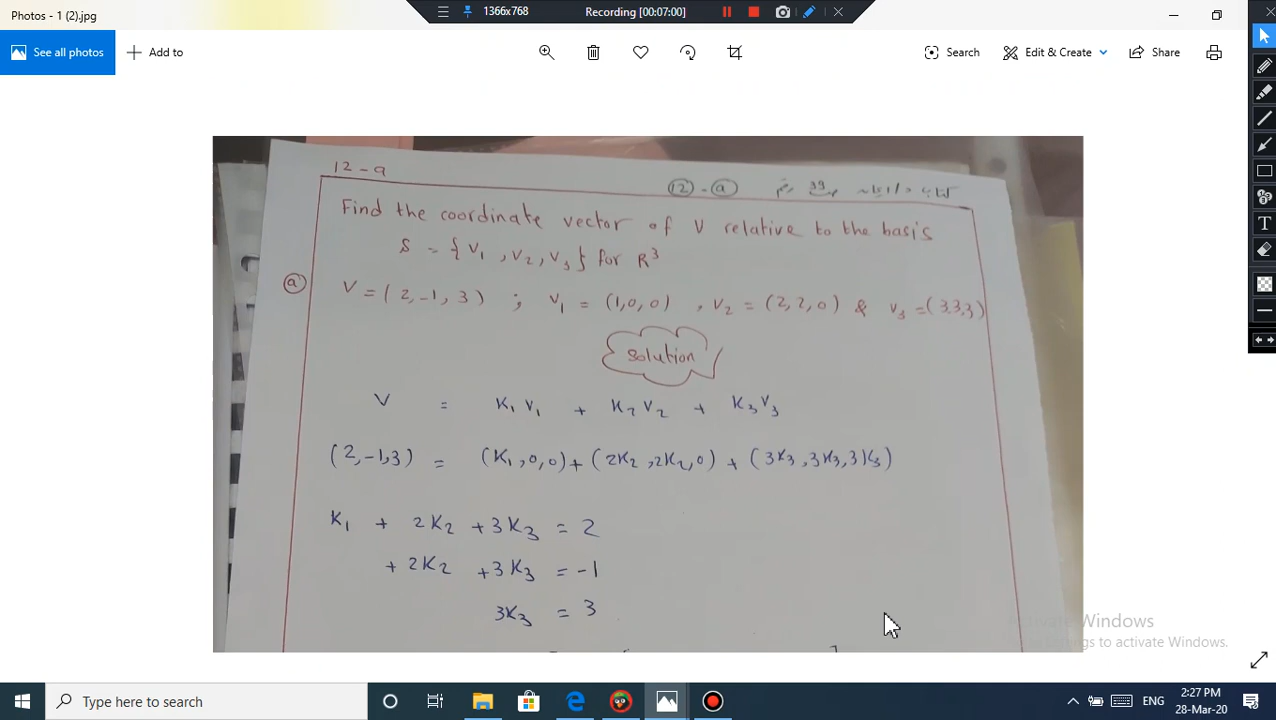 Photos - 1 (2).jpg
1366x768
Recording [00:07:00]
See all photos
Add to
Search
Edit & Create
Share
12 - a
12 - a
Find the coordinate vector of V relative to the basis
S = { V1 , V2 , V3 } for R^3
a
V = ( 2, -1, 3 ) ; V1 = (1,0,0) , V2 = (2,2,0) & V3 = (3,3,3)
Solution
V = K1 V1 + K2 V2 + K3 V3
(2,-1,3) = (K1 ,0,0) + (2K2 ,2K2 ,0) + (3K3 ,3K3 ,3K3)
K1 + 2K2 + 3K3 = 2
+ 2K2 + 3K3 = -1
3K3 = 3
Activate Windows
to activate Windows.
Type here to search
ENG
2:27 PM
28-Mar-20